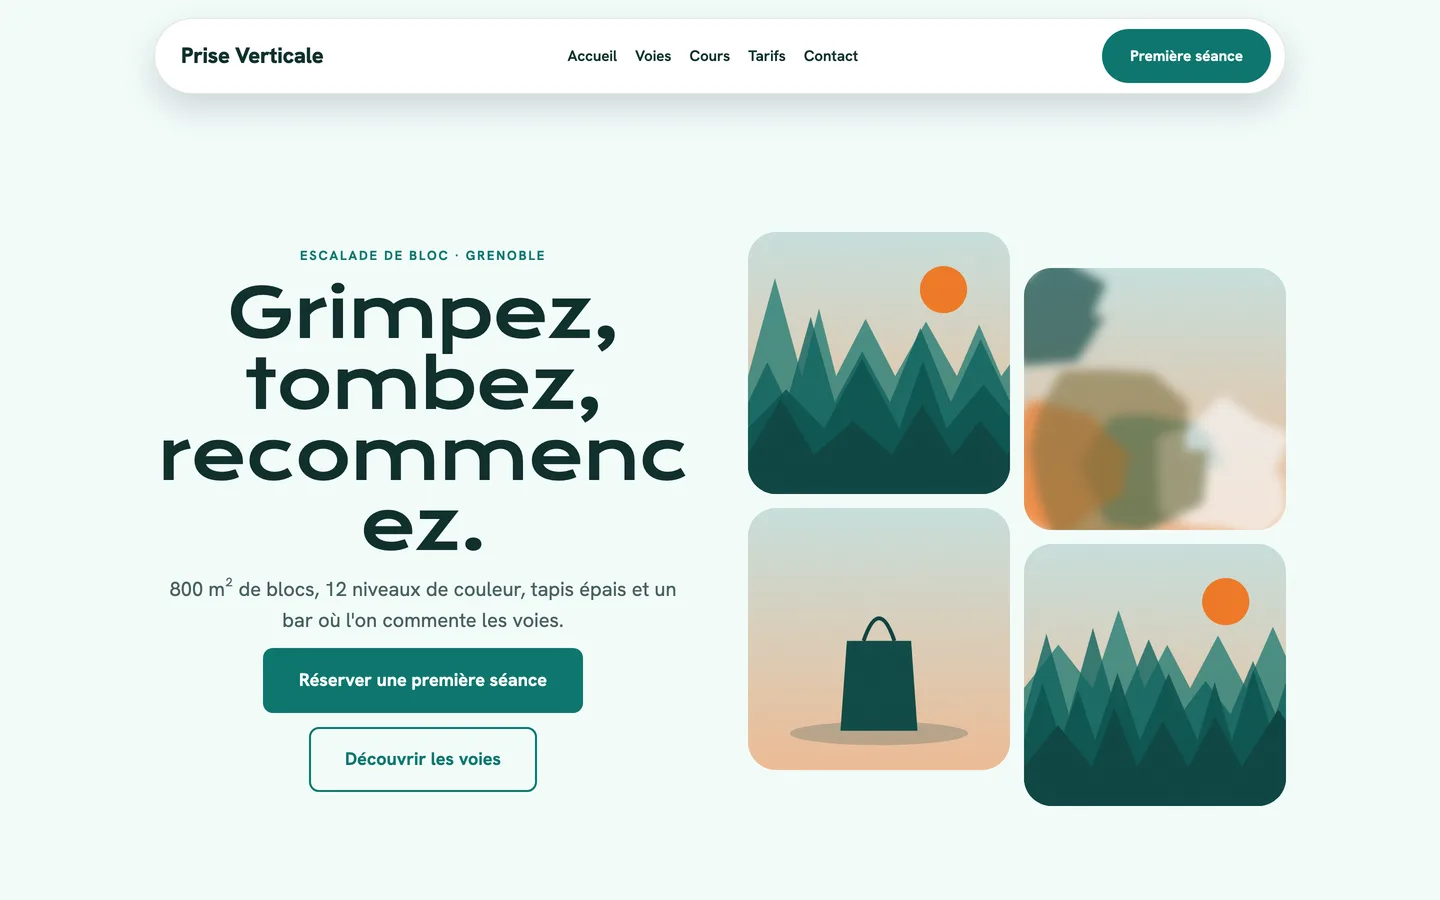 Prise Verticale
Accueil Voies Cours Tarifs Contact
Première séance
ESCALADE DE BLOC · GRENOBLE
Grimpez,
tombez,
recommenc
ez.
800 m² de blocs, 12 niveaux de couleur, tapis épais et un
bar où l'on commente les voies.
Réserver une première séance
Découvrir les voies